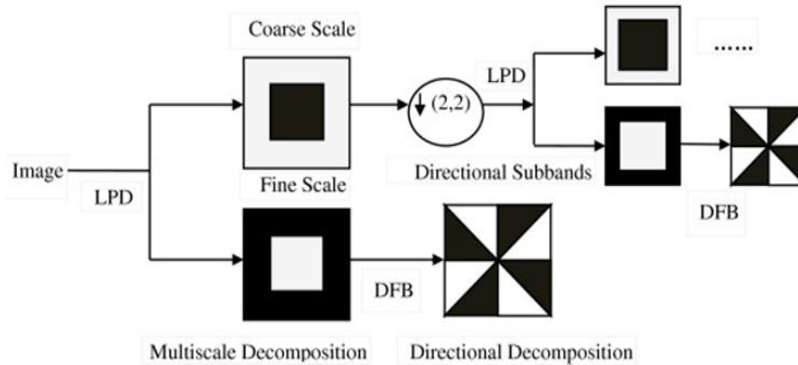 Coarse Scale
LPD
......
↓ (2,2)
Image
LPD
Fine Scale
Directional Subbands
DFB
DFB
Multiscale Decomposition
Directional Decomposition